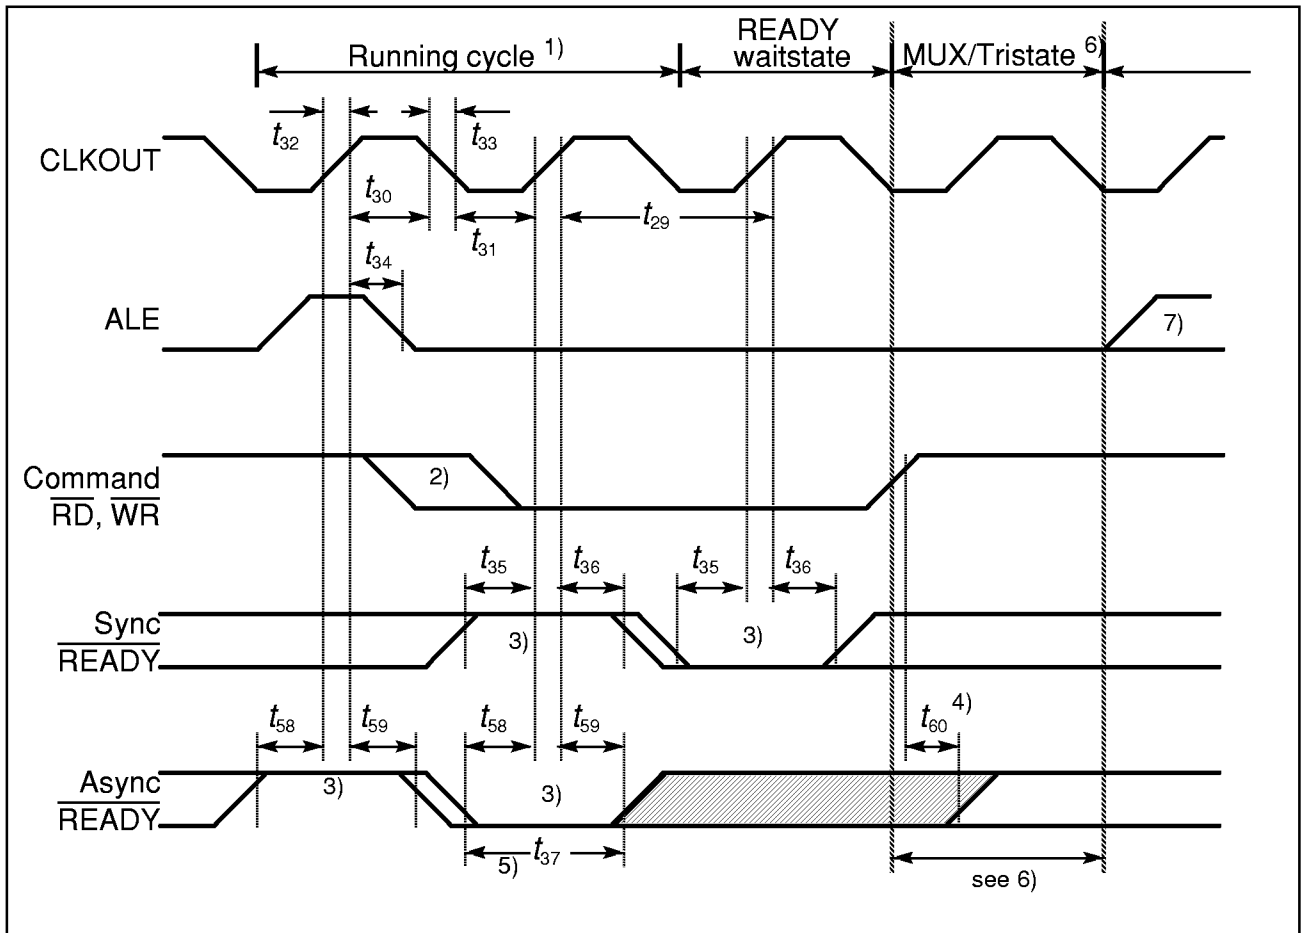 READY
Running cycle 1) waitstate MUX/Tristate 6)
t32 t33
CLKOUT
t30 t29
t31
t34
ALE 7)
Command 2)
RD, WR
t35 t36 t35 t36
Sync 3) 3)
READY
t58 t59 t58 t59 t60 4)
Async 3) 3)
READY
5) t37
see 6)